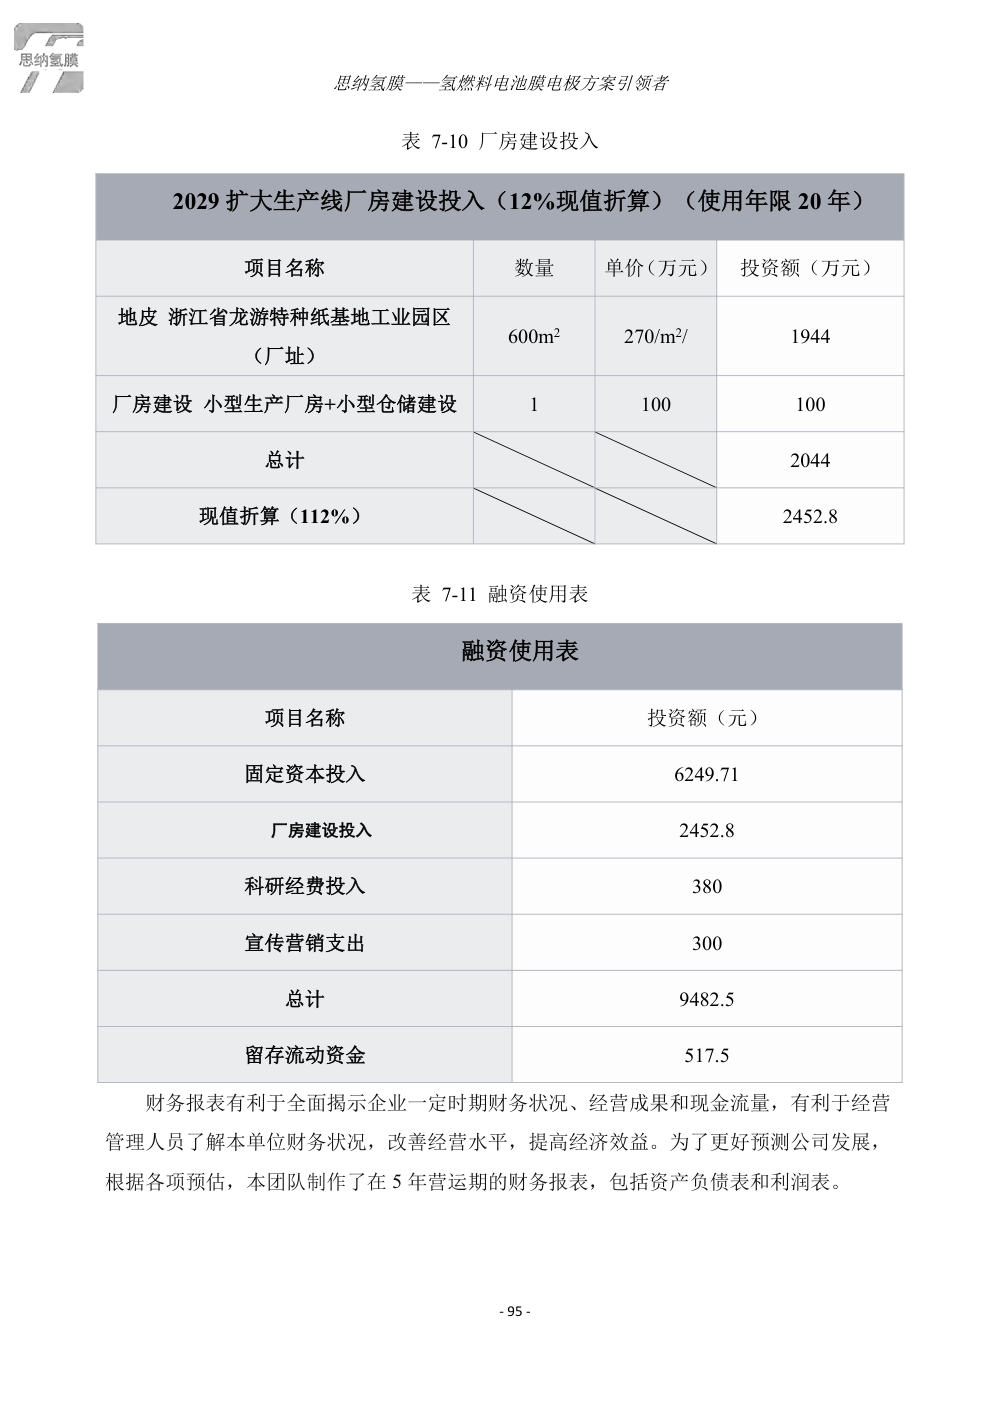 思纳氢膜
思纳氢膜——氢燃料电池膜电极方案引领者
表 7-10 厂房建设投入
2029 扩大生产线厂房建设投入（12%现值折算）（使用年限 20 年）
项目名称 数量 单价（万元） 投资额（万元）
地皮 浙江省龙游特种纸基地工业园区
（厂址） 600m² 270/m²/ 1944
厂房建设 小型生产厂房+小型仓储建设 1 100 100
总计 2044
现值折算（112%） 2452.8
表 7-11 融资使用表
融资使用表
项目名称 投资额（元）
固定资本投入 6249.71
厂房建设投入 2452.8
科研经费投入 380
宣传营销支出 300
总计 9482.5
留存流动资金 517.5
财务报表有利于全面揭示企业一定时期财务状况、经营成果和现金流量，有利于经营
管理人员了解本单位财务状况，改善经营水平，提高经济效益。为了更好预测公司发展，
根据各项预估，本团队制作了在 5 年营运期的财务报表，包括资产负债表和利润表。
- 95 -